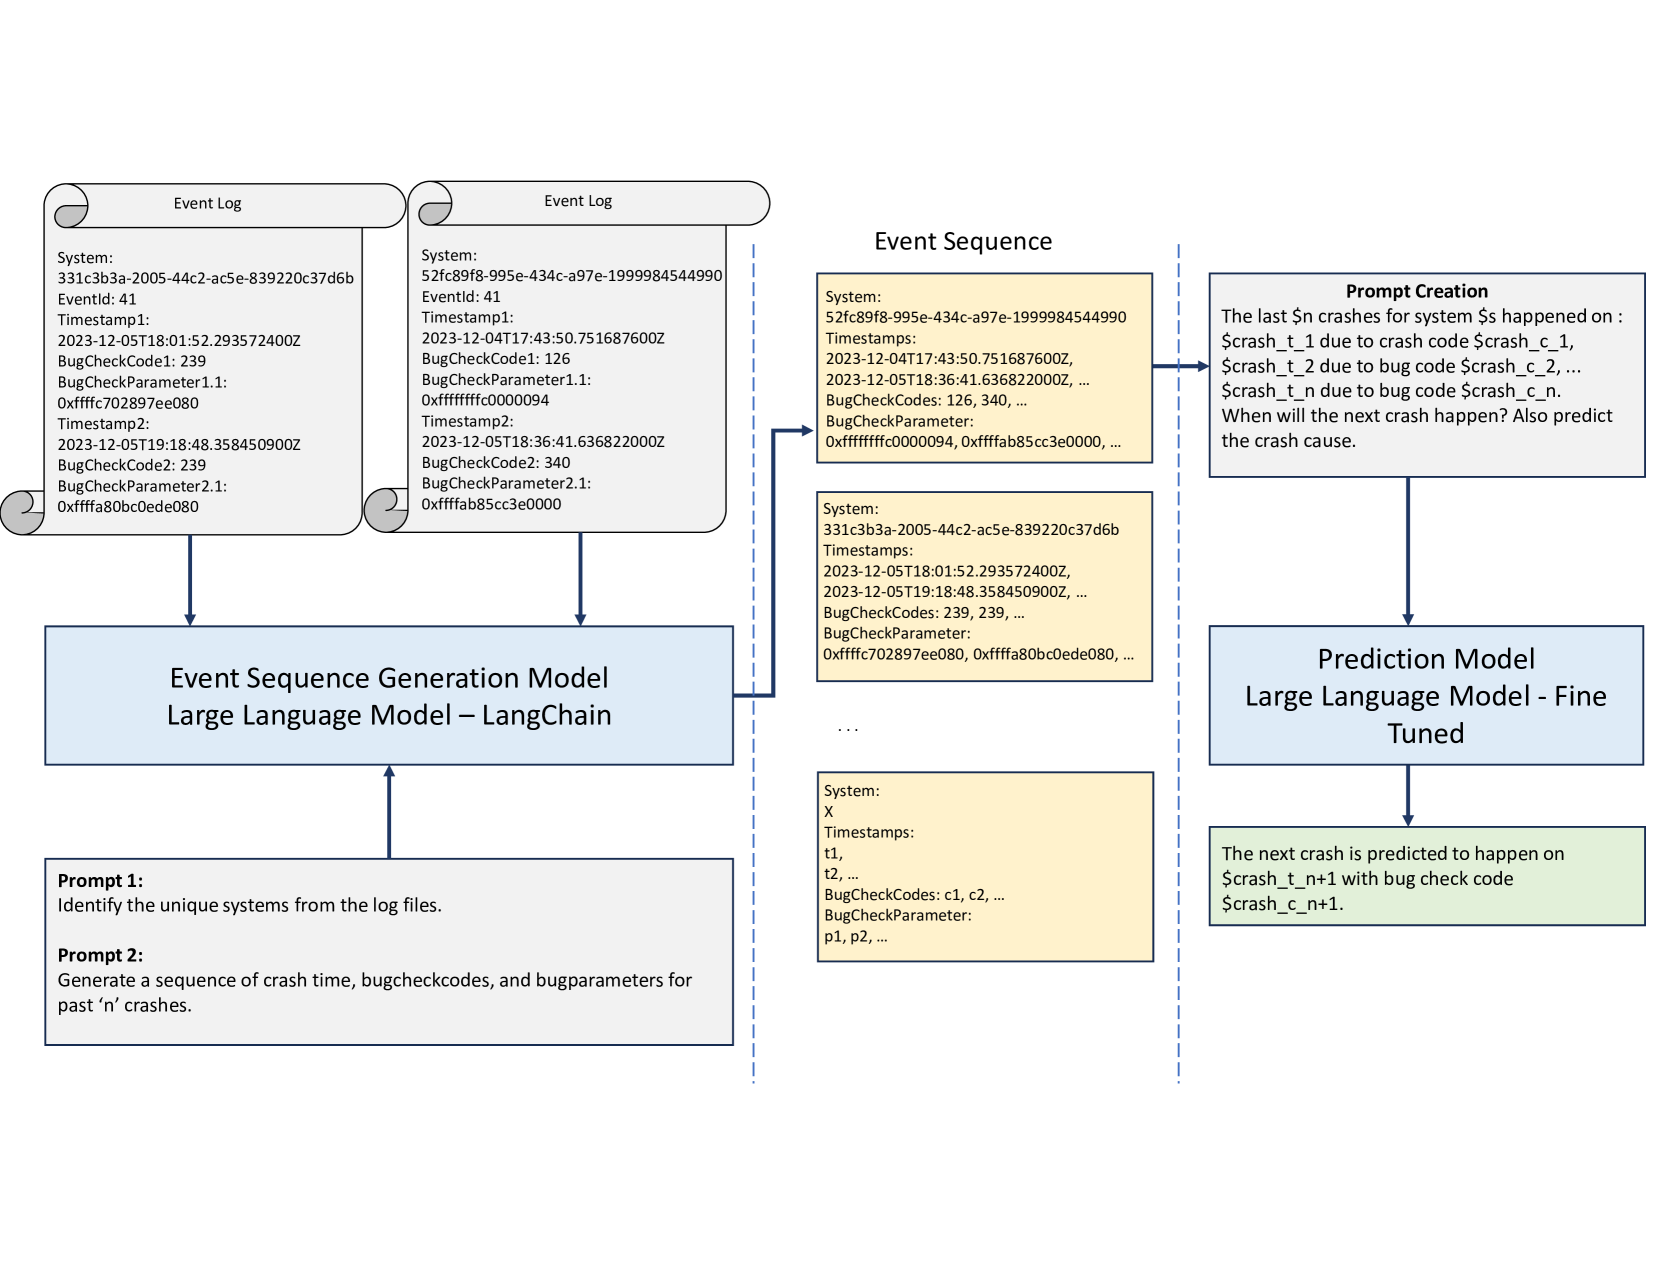 Event Log
System:
331c3b3a-2005-44c2-ac5e-839220c37d6b
EventId: 41
Timestamp1:
2023-12-05T18:01:52.293572400Z
BugCheckCode1: 239
BugCheckParameter1.1:
0xffffc702897ee080
Timestamp2:
2023-12-05T19:18:48.358450900Z
BugCheckCode2: 239
BugCheckParameter2.1:
0xffffa80bc0ede080
Event Log
System:
52fc89f8-995e-434c-a97e-1999984544990
EventId: 41
Timestamp1:
2023-12-04T17:43:50.751687600Z
BugCheckCode1: 126
BugCheckParameter1.1:
0xffffffffc0000094
Timestamp2:
2023-12-05T18:36:41.636822000Z
BugCheckCode2: 340
BugCheckParameter2.1:
0xffffab85cc3e0000
Event Sequence Generation Model
Large Language Model – LangChain
Prompt 1:
Identify the unique systems from the log files.
Prompt 2:
Generate a sequence of crash time, bugcheckcodes, and bugparameters for
past ‘n’ crashes.
Event Sequence
System:
52fc89f8-995e-434c-a97e-1999984544990
Timestamps:
2023-12-04T17:43:50.751687600Z,
2023-12-05T18:36:41.636822000Z, ...
BugCheckCodes: 126, 340, ...
BugCheckParameter:
0xffffffffc0000094, 0xffffab85cc3e0000, ...
System:
331c3b3a-2005-44c2-ac5e-839220c37d6b
Timestamps:
2023-12-05T18:01:52.293572400Z,
2023-12-05T19:18:48.358450900Z, ...
BugCheckCodes: 239, 239, ...
BugCheckParameter:
0xffffc702897ee080, 0xffffa80bc0ede080, ...
. . .
System:
X
Timestamps:
t1,
t2, ...
BugCheckCodes: c1, c2, ...
BugCheckParameter:
p1, p2, ...
Prompt Creation
The last $n crashes for system $s happened on :
$crash_t_1 due to crash code $crash_c_1,
$crash_t_2 due to bug code $crash_c_2, ...
$crash_t_n due to bug code $crash_c_n.
When will the next crash happen? Also predict
the crash cause.
Prediction Model
Large Language Model - Fine
Tuned
The next crash is predicted to happen on
$crash_t_n+1 with bug check code
$crash_c_n+1.